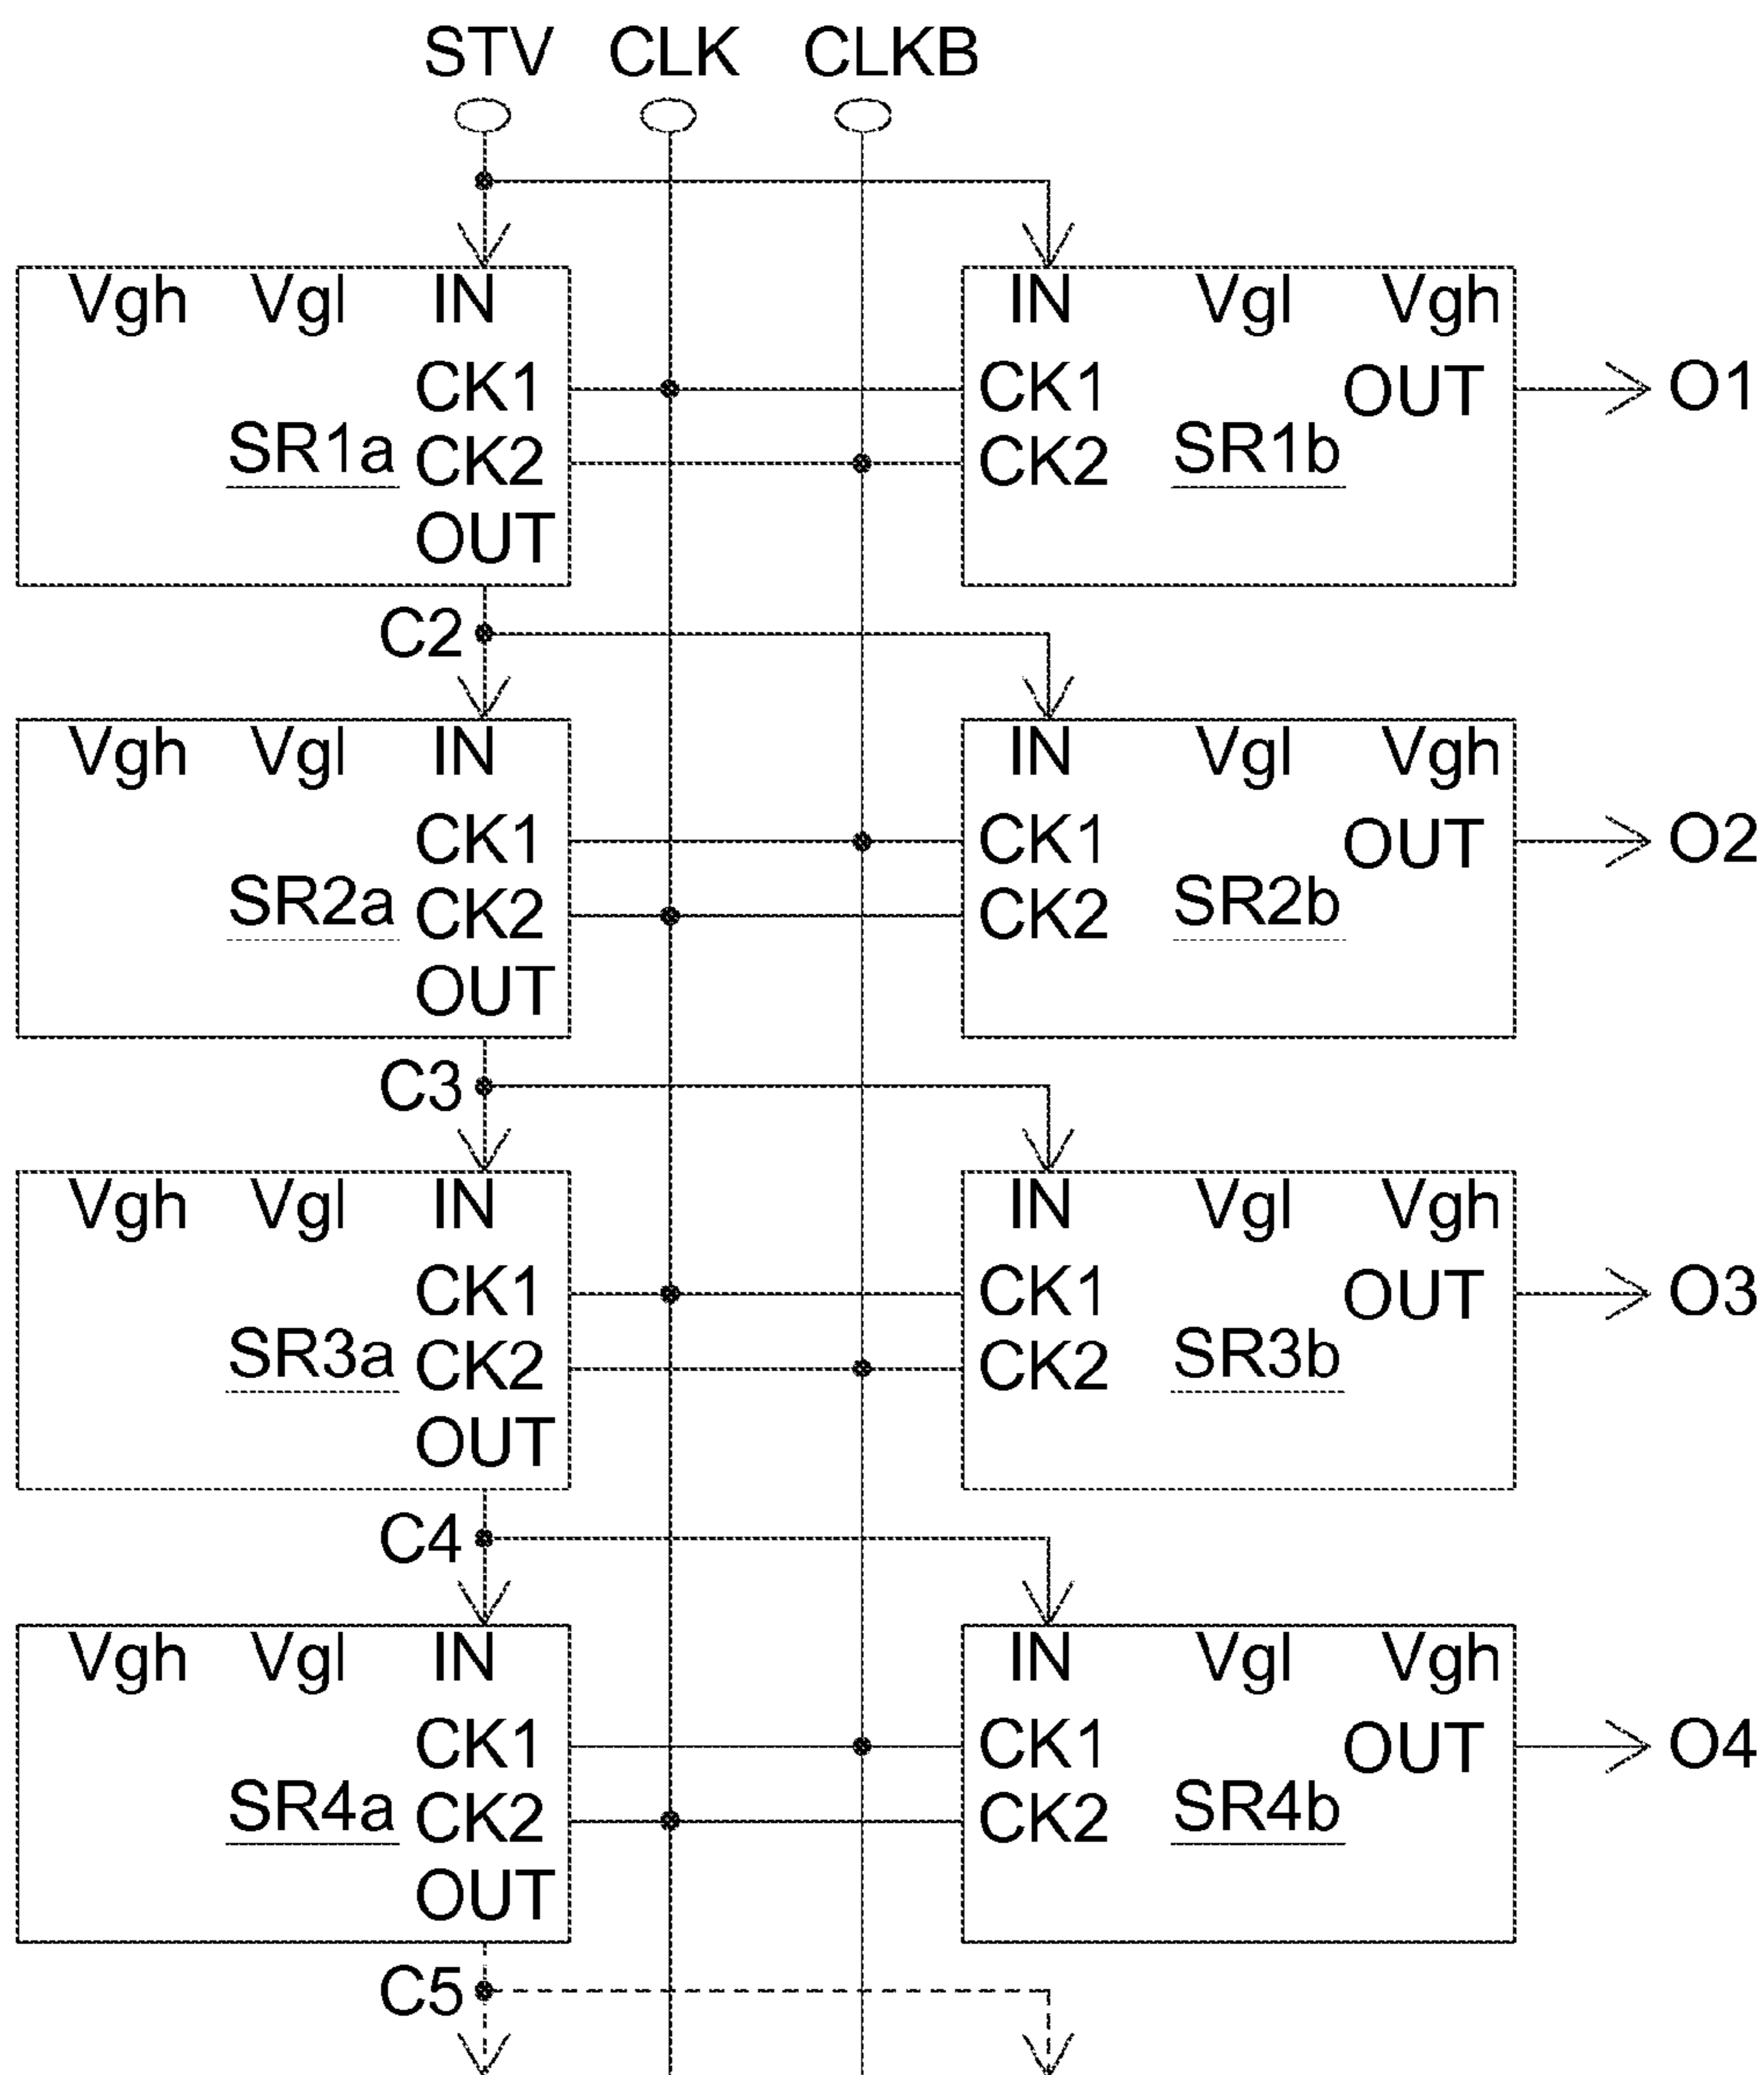 STV CLK CLKB
Vgh Vgl IN IN Vgl Vgh
CK1 CK1 OUT O1
SR1a CK2 CK2 SR1b
OUT
C2
Vgh Vgl IN IN Vgl Vgh
CK1 CK1 OUT O2
SR2a CK2 CK2 SR2b
OUT
C3
Vgh Vgl IN IN Vgl Vgh
CK1 CK1 OUT O3
SR3a CK2 CK2 SR3b
OUT
C4
Vgh Vgl IN IN Vgl Vgh
CK1 CK1 OUT O4
SR4a CK2 CK2 SR4b
OUT
C5